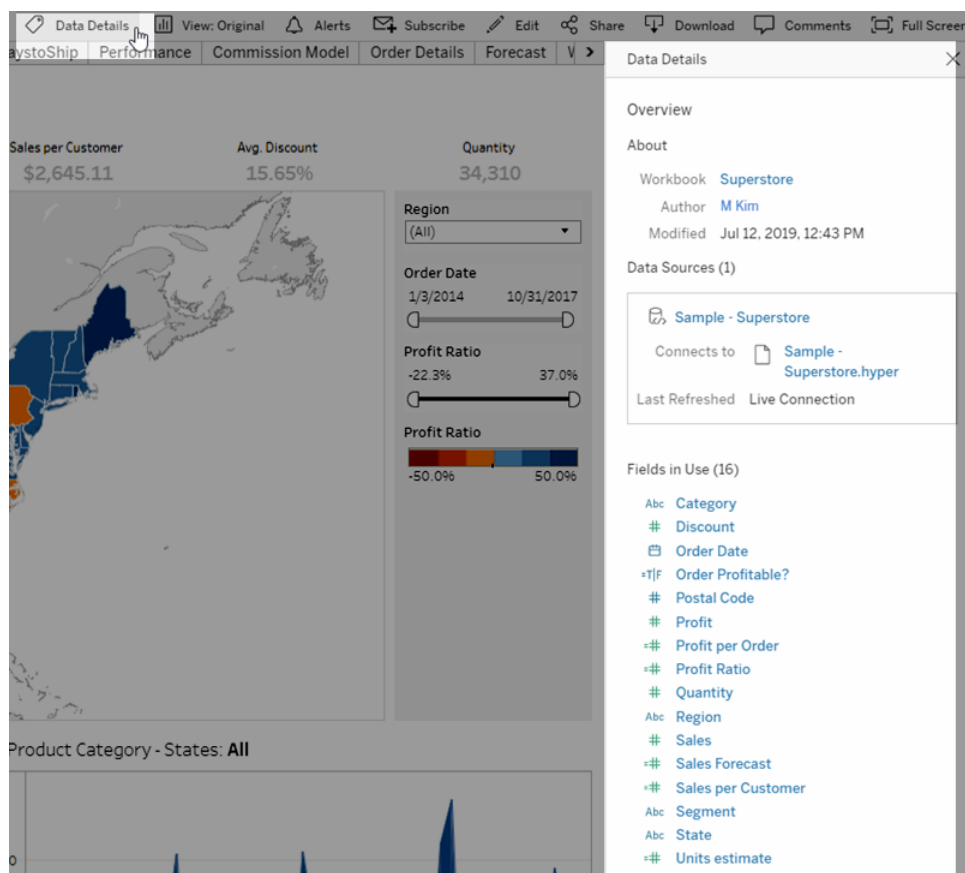 Data Details View: Original Alerts Subscribe Edit Share Download Comments Full Screen
aystoShip Performance Commission Model Order Details Forecast
Sales per Customer Avg. Discount Quantity
$2,645.11 15.65% 34,310
Region
(All)
Order Date
1/3/2014 10/31/2017
Profit Ratio
-22.3% 37.0%
Profit Ratio
-50.0% 50.0%
Product Category - States: All
0
Data Details
Overview
About
Workbook Superstore
Author M Kim
Modified Jul 12, 2019, 12:43 PM
Data Sources (1)
Sample - Superstore
Connects to Sample -
Superstore.hyper
Last Refreshed Live Connection
Fields in Use (16)
Abc Category
# Discount
Order Date
=T|F Order Profitable?
# Postal Code
# Profit
=# Profit per Order
=# Profit Ratio
# Quantity
Abc Region
# Sales
=# Sales Forecast
=# Sales per Customer
Abc Segment
Abc State
=# Units estimate